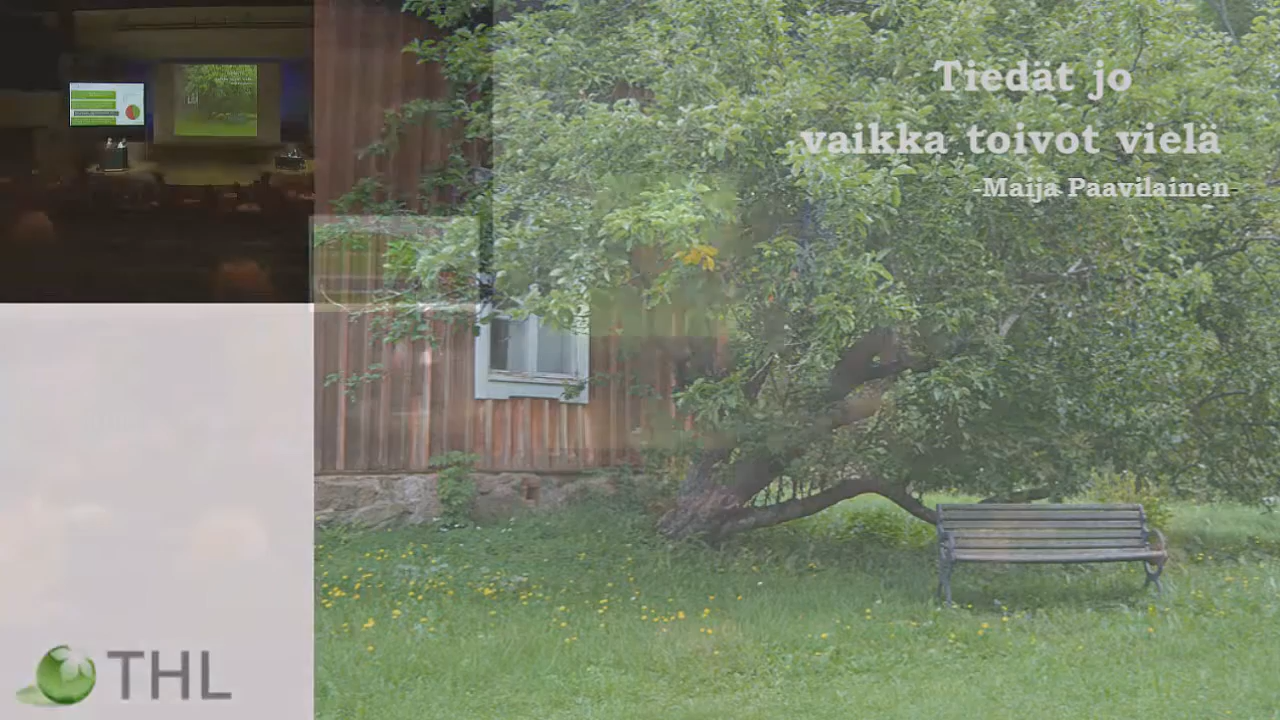 Tiedät jo
vaikka toivot vielä
-Maija Paavilainen-
THL